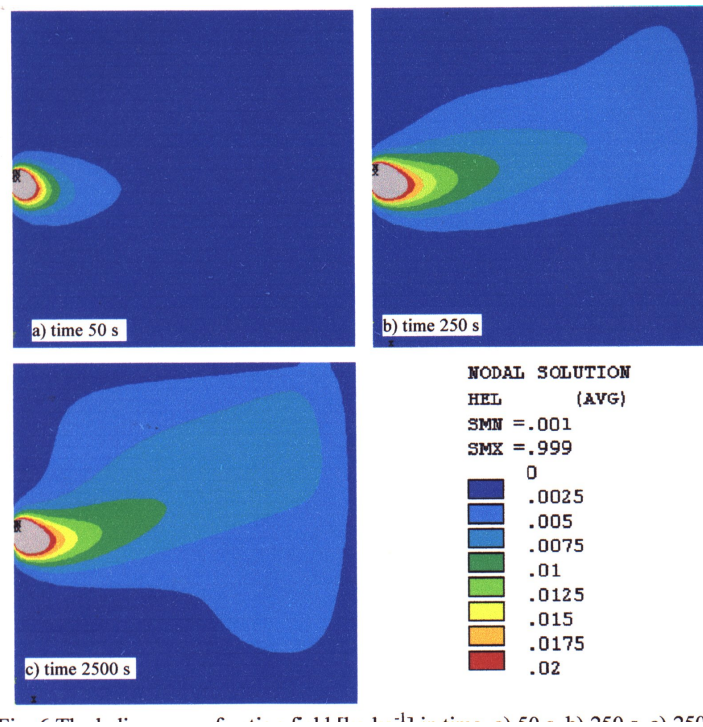 a) time 50 s
b) time 250 s
c) time 2500 s
NODAL SOLUTION
HEL (AVG)
SMN =.001
SMX =.999
0
.0025
.005
.0075
.01
.0125
.015
.0175
.02